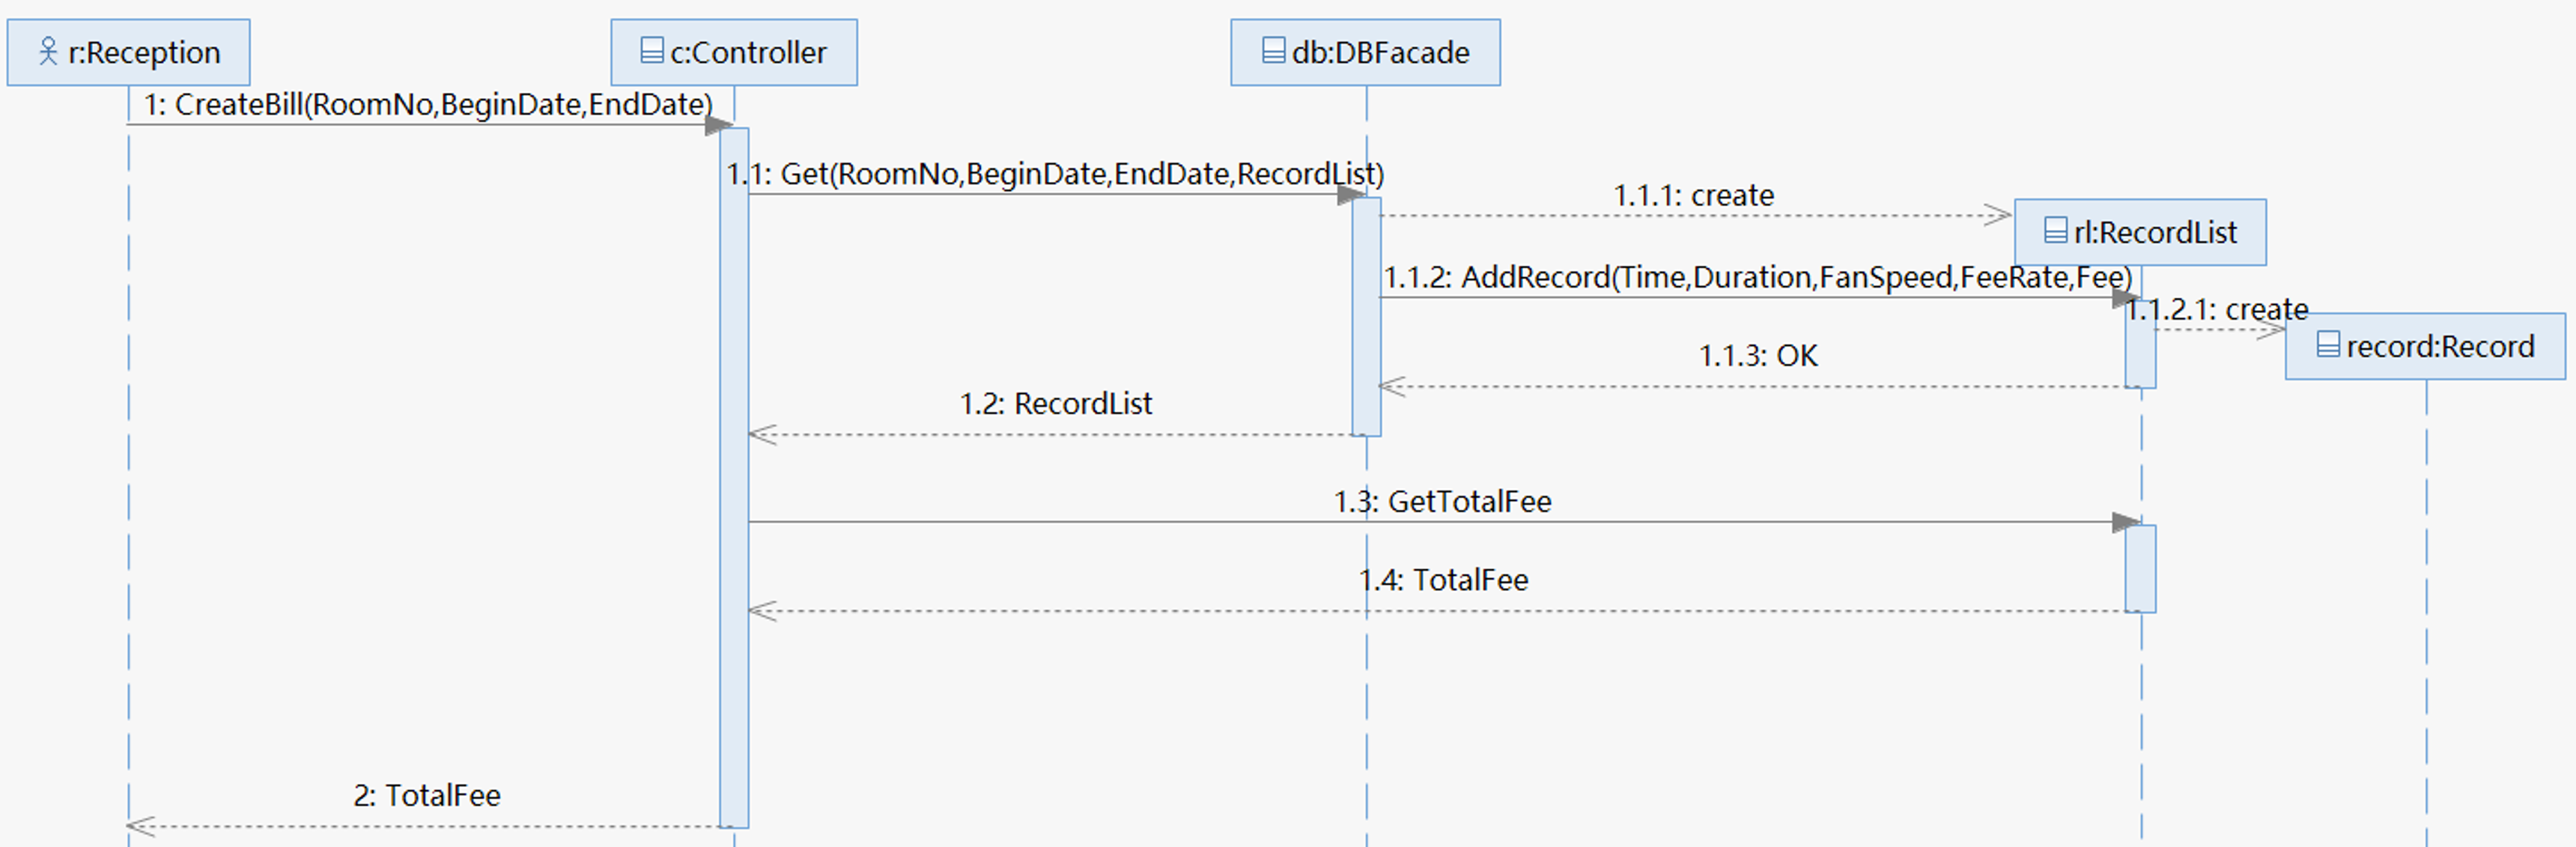 r:Reception
c:Controller
db:DBFacade
1: CreateBill(RoomNo,BeginDate,EndDate)
1.1: Get(RoomNo,BeginDate,EndDate,RecordList)
1.1.1: create
rl:RecordList
1.1.2: AddRecord(Time,Duration,FanSpeed,FeeRate,Fee)
1.1.2.1: create
record:Record
1.1.3: OK
1.2: RecordList
1.3: GetTotalFee
1.4: TotalFee
2: TotalFee